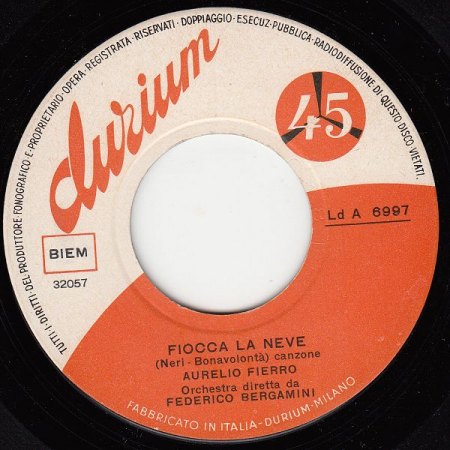 TUTTI I DIRITTI DEL PRODUTTORE FONOGRAFICO E PROPRIETARIO OPERA REGISTRATA RISERVATI · DOPPIAGGIO - ESECUZ·PUBBLICA·RADIODIFFUSIONE DI QUESTO DISCO VIETATI.
durium
45
Ld A 6997
BIEM
32057
FIOCCA LA NEVE
(Neri - Bonavolontà) canzone
AURELIO FIERRO
Orchestra diretta da
FEDERICO BERGAMINI
FABBRICATO IN ITALIA-DURIUM-MILANO